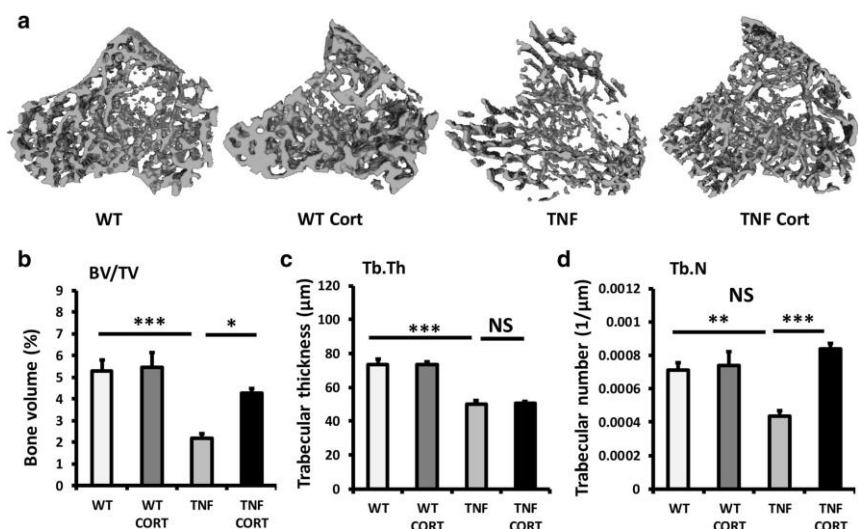 a
WT
WT Cort
TNF
TNF Cort
b
BV/TV
Bone volume (%)
9
8
7
6
5
4
3
2
1
0
***
*
WT
WT
CORT
TNF
TNF
CORT
c
Tb.Th
Trabecular thickness (μm)
120
100
80
60
40
20
0
***
NS
WT
WT
CORT
TNF
TNF
CORT
d
Tb.N
Trabecular number (1/μm)
0.0012
0.001
0.0008
0.0006
0.0004
0.0002
0
NS
**
***
WT
WT
CORT
TNF
TNF
CORT